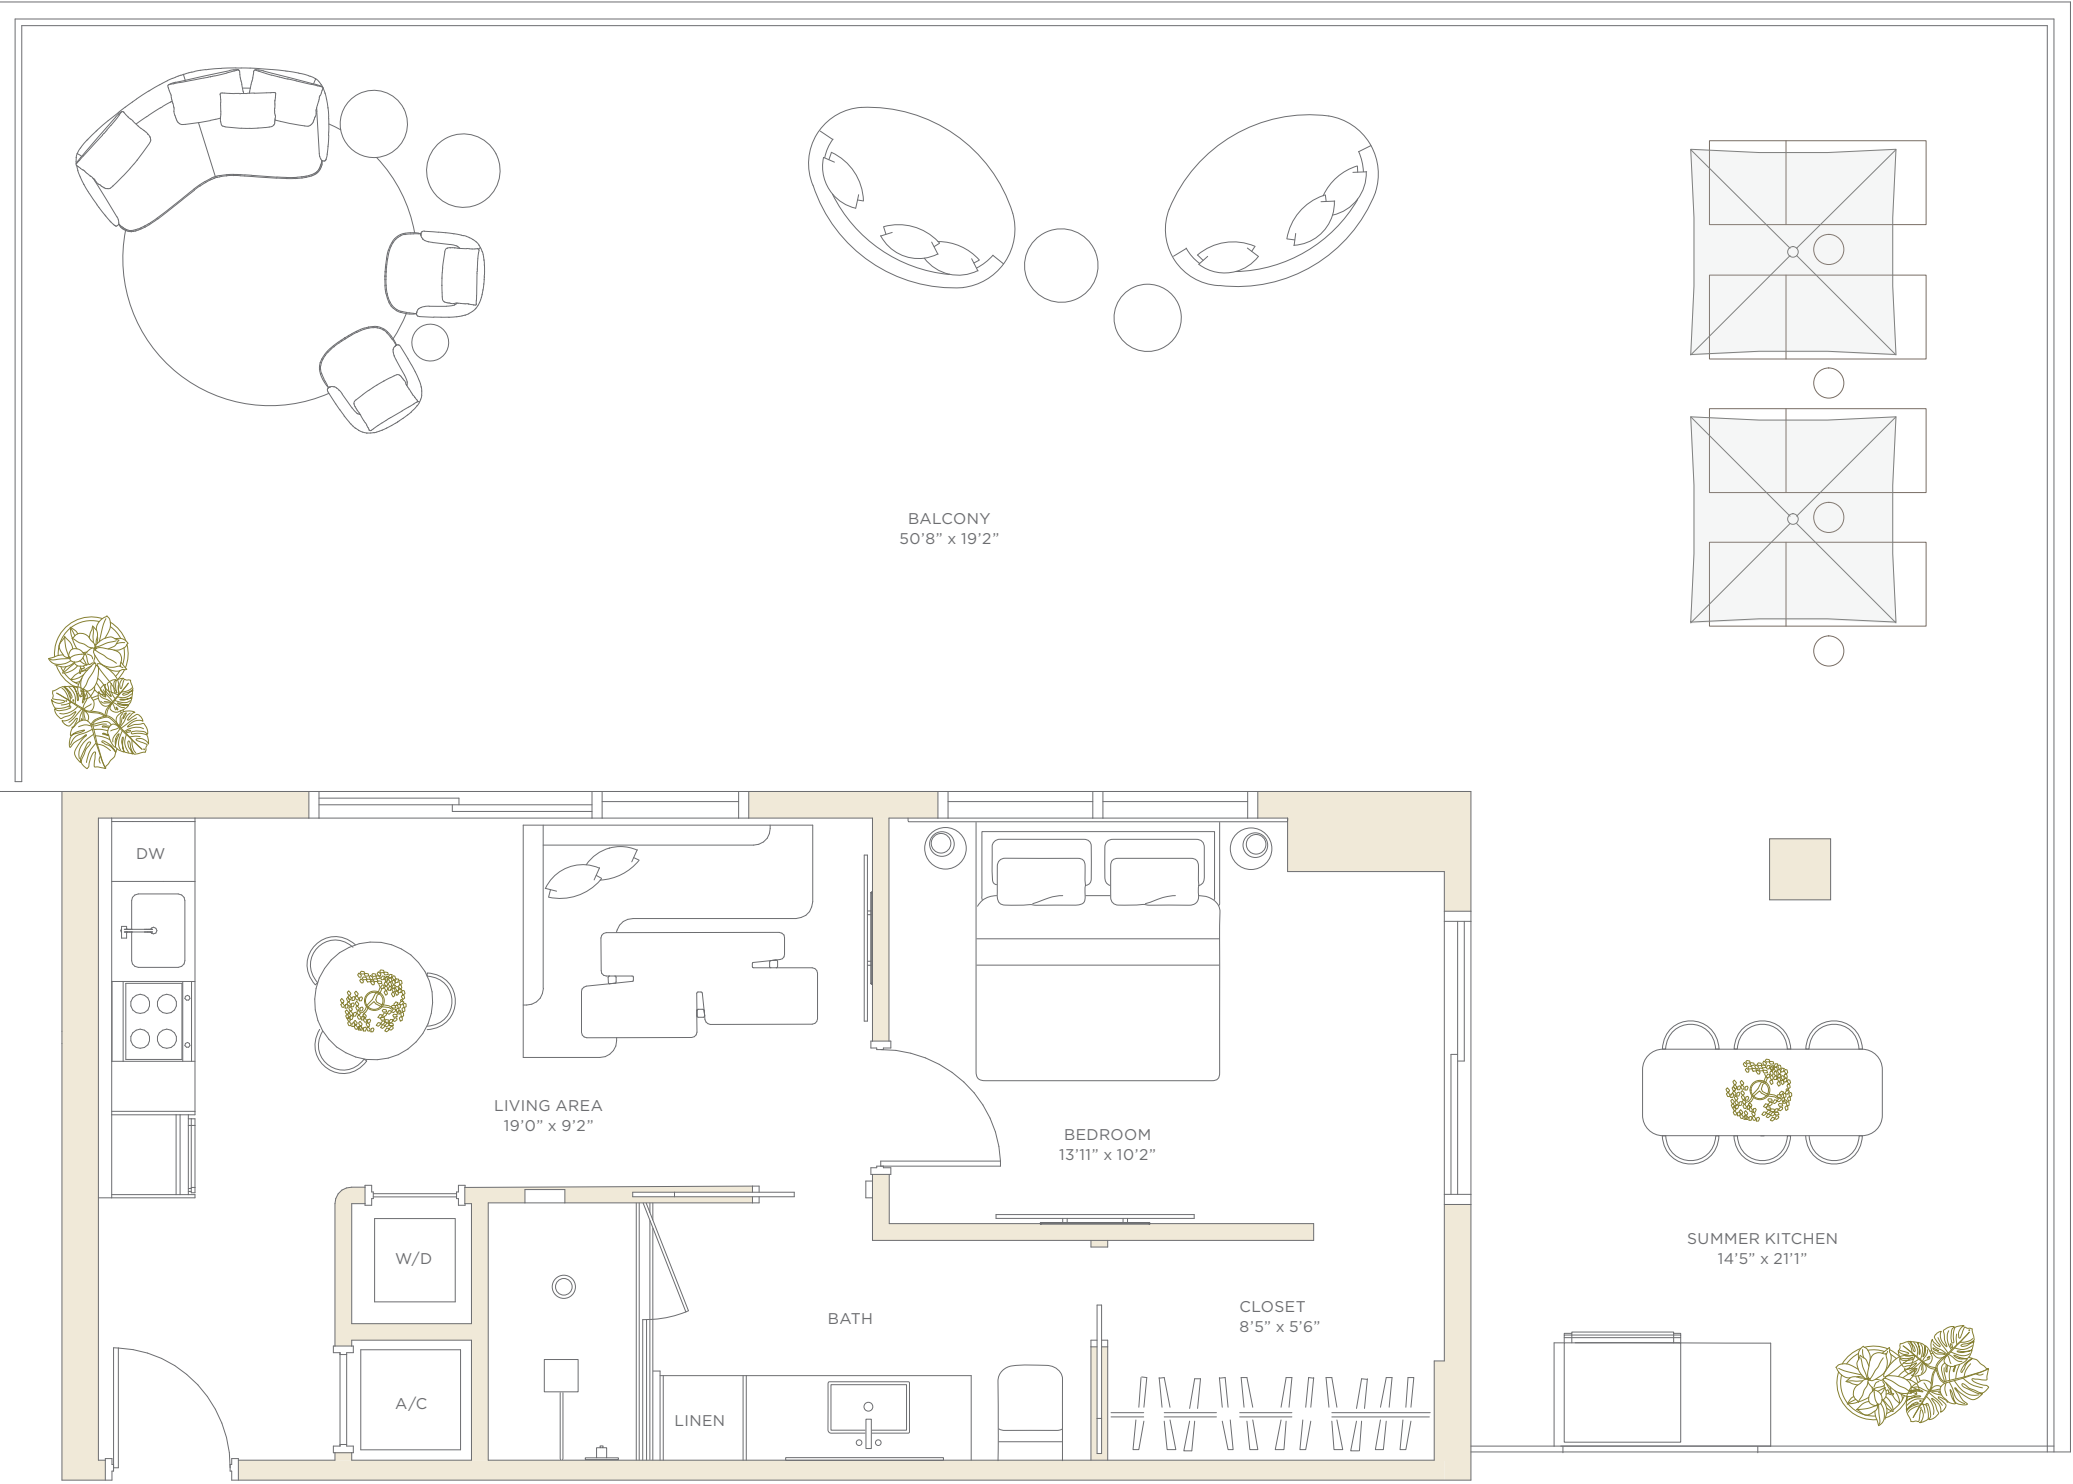 BALCONY
50'8” x 19'2”
DW
LIVING AREA
19'0” x 9'2”
BEDROOM
13'11” x 10'2”
W/D
A/C
BATH
LINEN
CLOSET
8'5” x 5'6”
SUMMER KITCHEN
14'5” x 21'1”